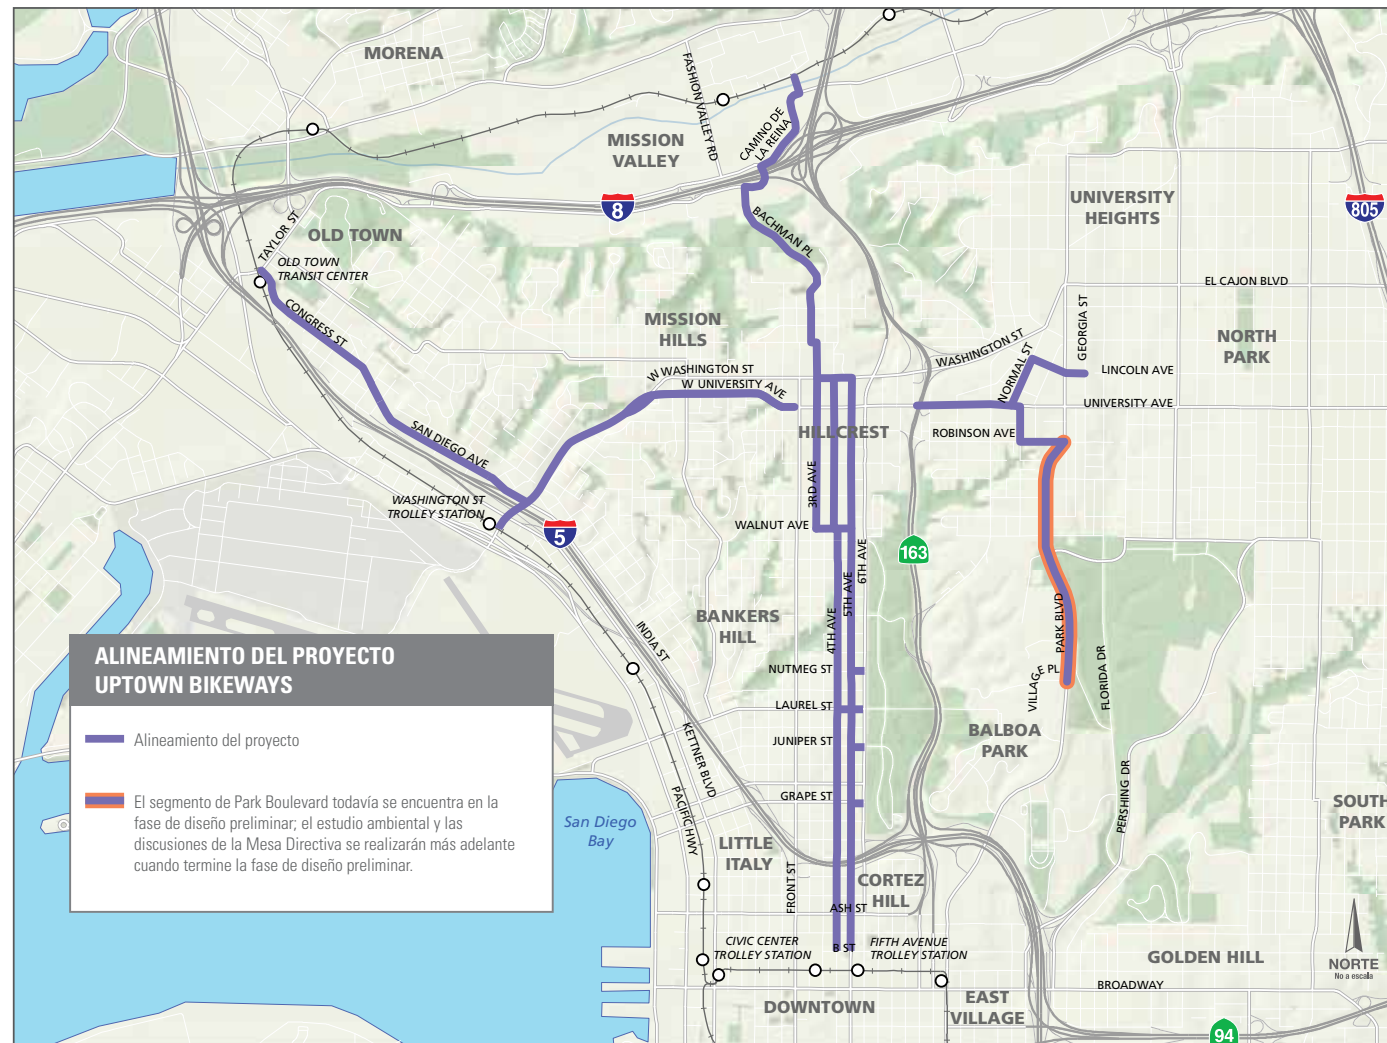 MORENA
FASHION VALLEY RD
MISSION
VALLEY
CAMINO DE
LA REINA
UNIVERSITY
HEIGHTS
8
805
TAYLOR ST
OLD TOWN
BACHMAN PL
OLD TOWN
TRANSIT CENTER
EL CAJON BLVD
CONGRESS ST
MISSION
HILLS
GEORGIA ST
NORTH
PARK
WASHINGTON ST
NORMAL ST
W WASHINGTON ST
W UNIVERSITY AVE
LINCOLN AVE
UNIVERSITY AVE
HILLCREST
ROBINSON AVE
SAN DIEGO AVE
3RD AVE
WASHINGTON ST
TROLLEY STATION
WALNUT AVE
5
163
6TH AVE
5TH AVE
4TH AVE
BANKERS
HILL
INDIA ST
PARK BLVD
NUTMEG ST
VILLAGE PL
FLORIDA DR
LAUREL ST
BALBOA
PARK
JUNIPER ST
KETTNER BLVD
PERSHING DR
GRAPE ST
PACIFIC HWY
SOUTH
PARK
ALINEAMIENTO DEL PROYECTO
UPTOWN BIKEWAYS
Alineamiento del proyecto
El segmento de Park Boulevard todavía se encuentra en la
fase de diseño preliminar; el estudio ambiental y las
discusiones de la Mesa Directiva se realizarán más adelante
cuando termine la fase de diseño preliminar.
San Diego
Bay
LITTLE
ITALY
FRONT ST
CORTEZ
HILL
ASH ST
B ST
CIVIC CENTER
TROLLEY STATION
FIFTH AVENUE
TROLLEY STATION
GOLDEN HILL
NORTE
No a escala
BROADWAY
DOWNTOWN
EAST
VILLAGE
94